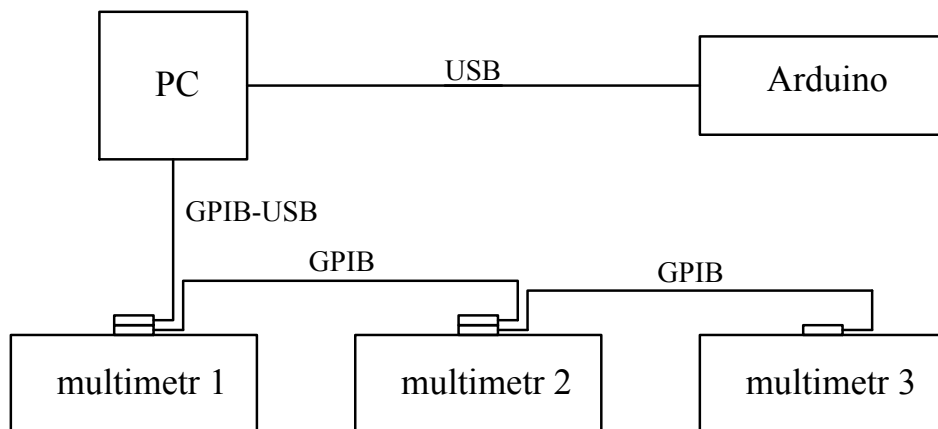 PC
USB
Arduino
GPIB-USB
GPIB
GPIB
multimetr 1
multimetr 2
multimetr 3